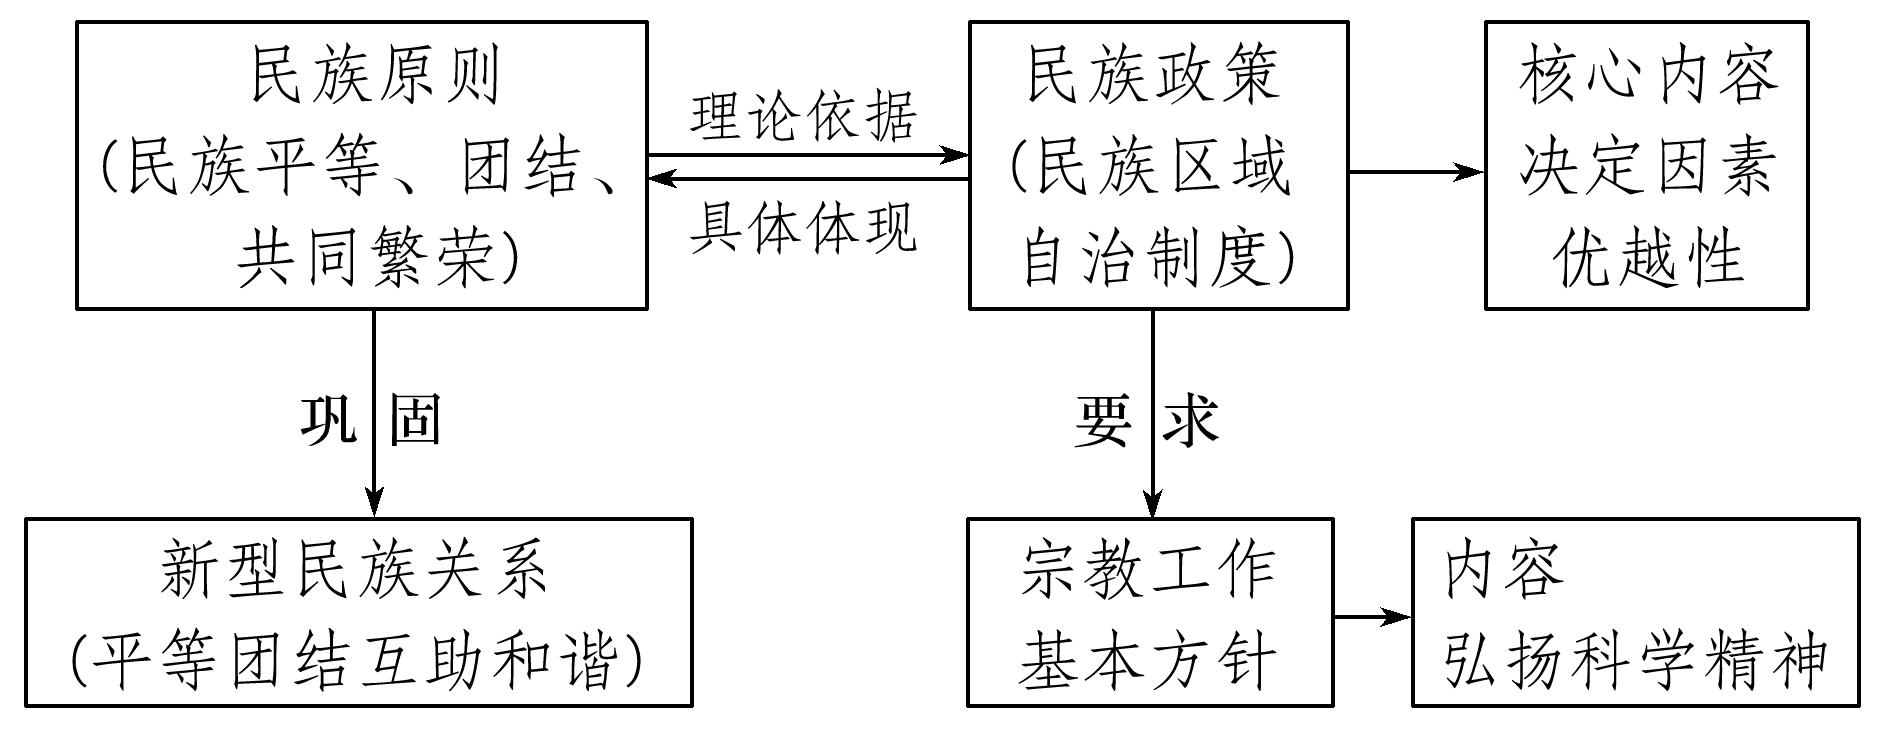 民族原则
(民族平等、团结、
共同繁荣)
理论依据
具体体现
民族政策
(民族区域
自治制度)
核心内容
决定因素
优越性
巩固
要求
新型民族关系
(平等团结互助和谐)
宗教工作
基本方针
内容
弘扬科学精神